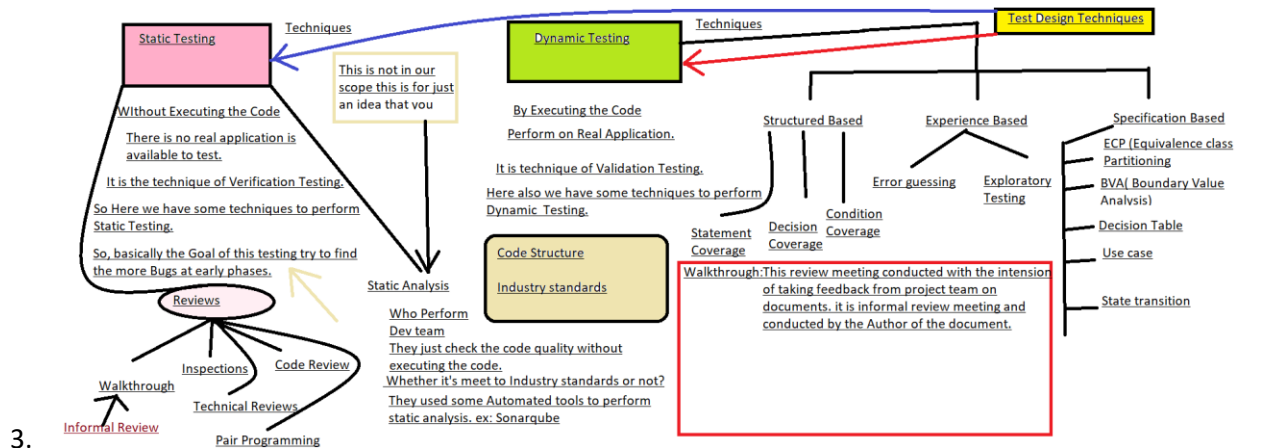 Static Testing
Techniques
This is not in our
scope this is for just
an idea that you
WIthout Executing the Code
There is no real application is
available to test.
It is the technique of Verification Testing.
So Here we have some techniques to perform
Static Testing.
So, basically the Goal of this testing try to find
the more Bugs at early phases.
Reviews
Walkthrough
Informal Review
Inspections
Technical Reviews
Code Review
Pair Programming
Static Analysis
Who Perform
Dev team
They just check the code quality without
executing the code.
Whether it's meet to Industry standards or not?
They used some Automated tools to perform
static analysis. ex: Sonarqube
Dynamic Testing
Techniques
Test Design Techniques
By Executing the Code
Perform on Real Application.
It is technique of Validation Testing.
Here also we have some techniques to perform
Dynamic Testing.
Code Structure
Industry standards
Structured Based
Statement
Coverage
Decision
Coverage
Condition
Coverage
Experience Based
Error guessing
Exploratory
Testing
Specification Based
ECP (Equivalence class
Partitioning
BVA( Boundary Value
Analysis)
Decision Table
Use case
State transition
Walkthrough:This review meeting conducted with the intension
of taking feedback from project team on
documents. it is informal review meeting and
conducted by the Author of the document.
3.